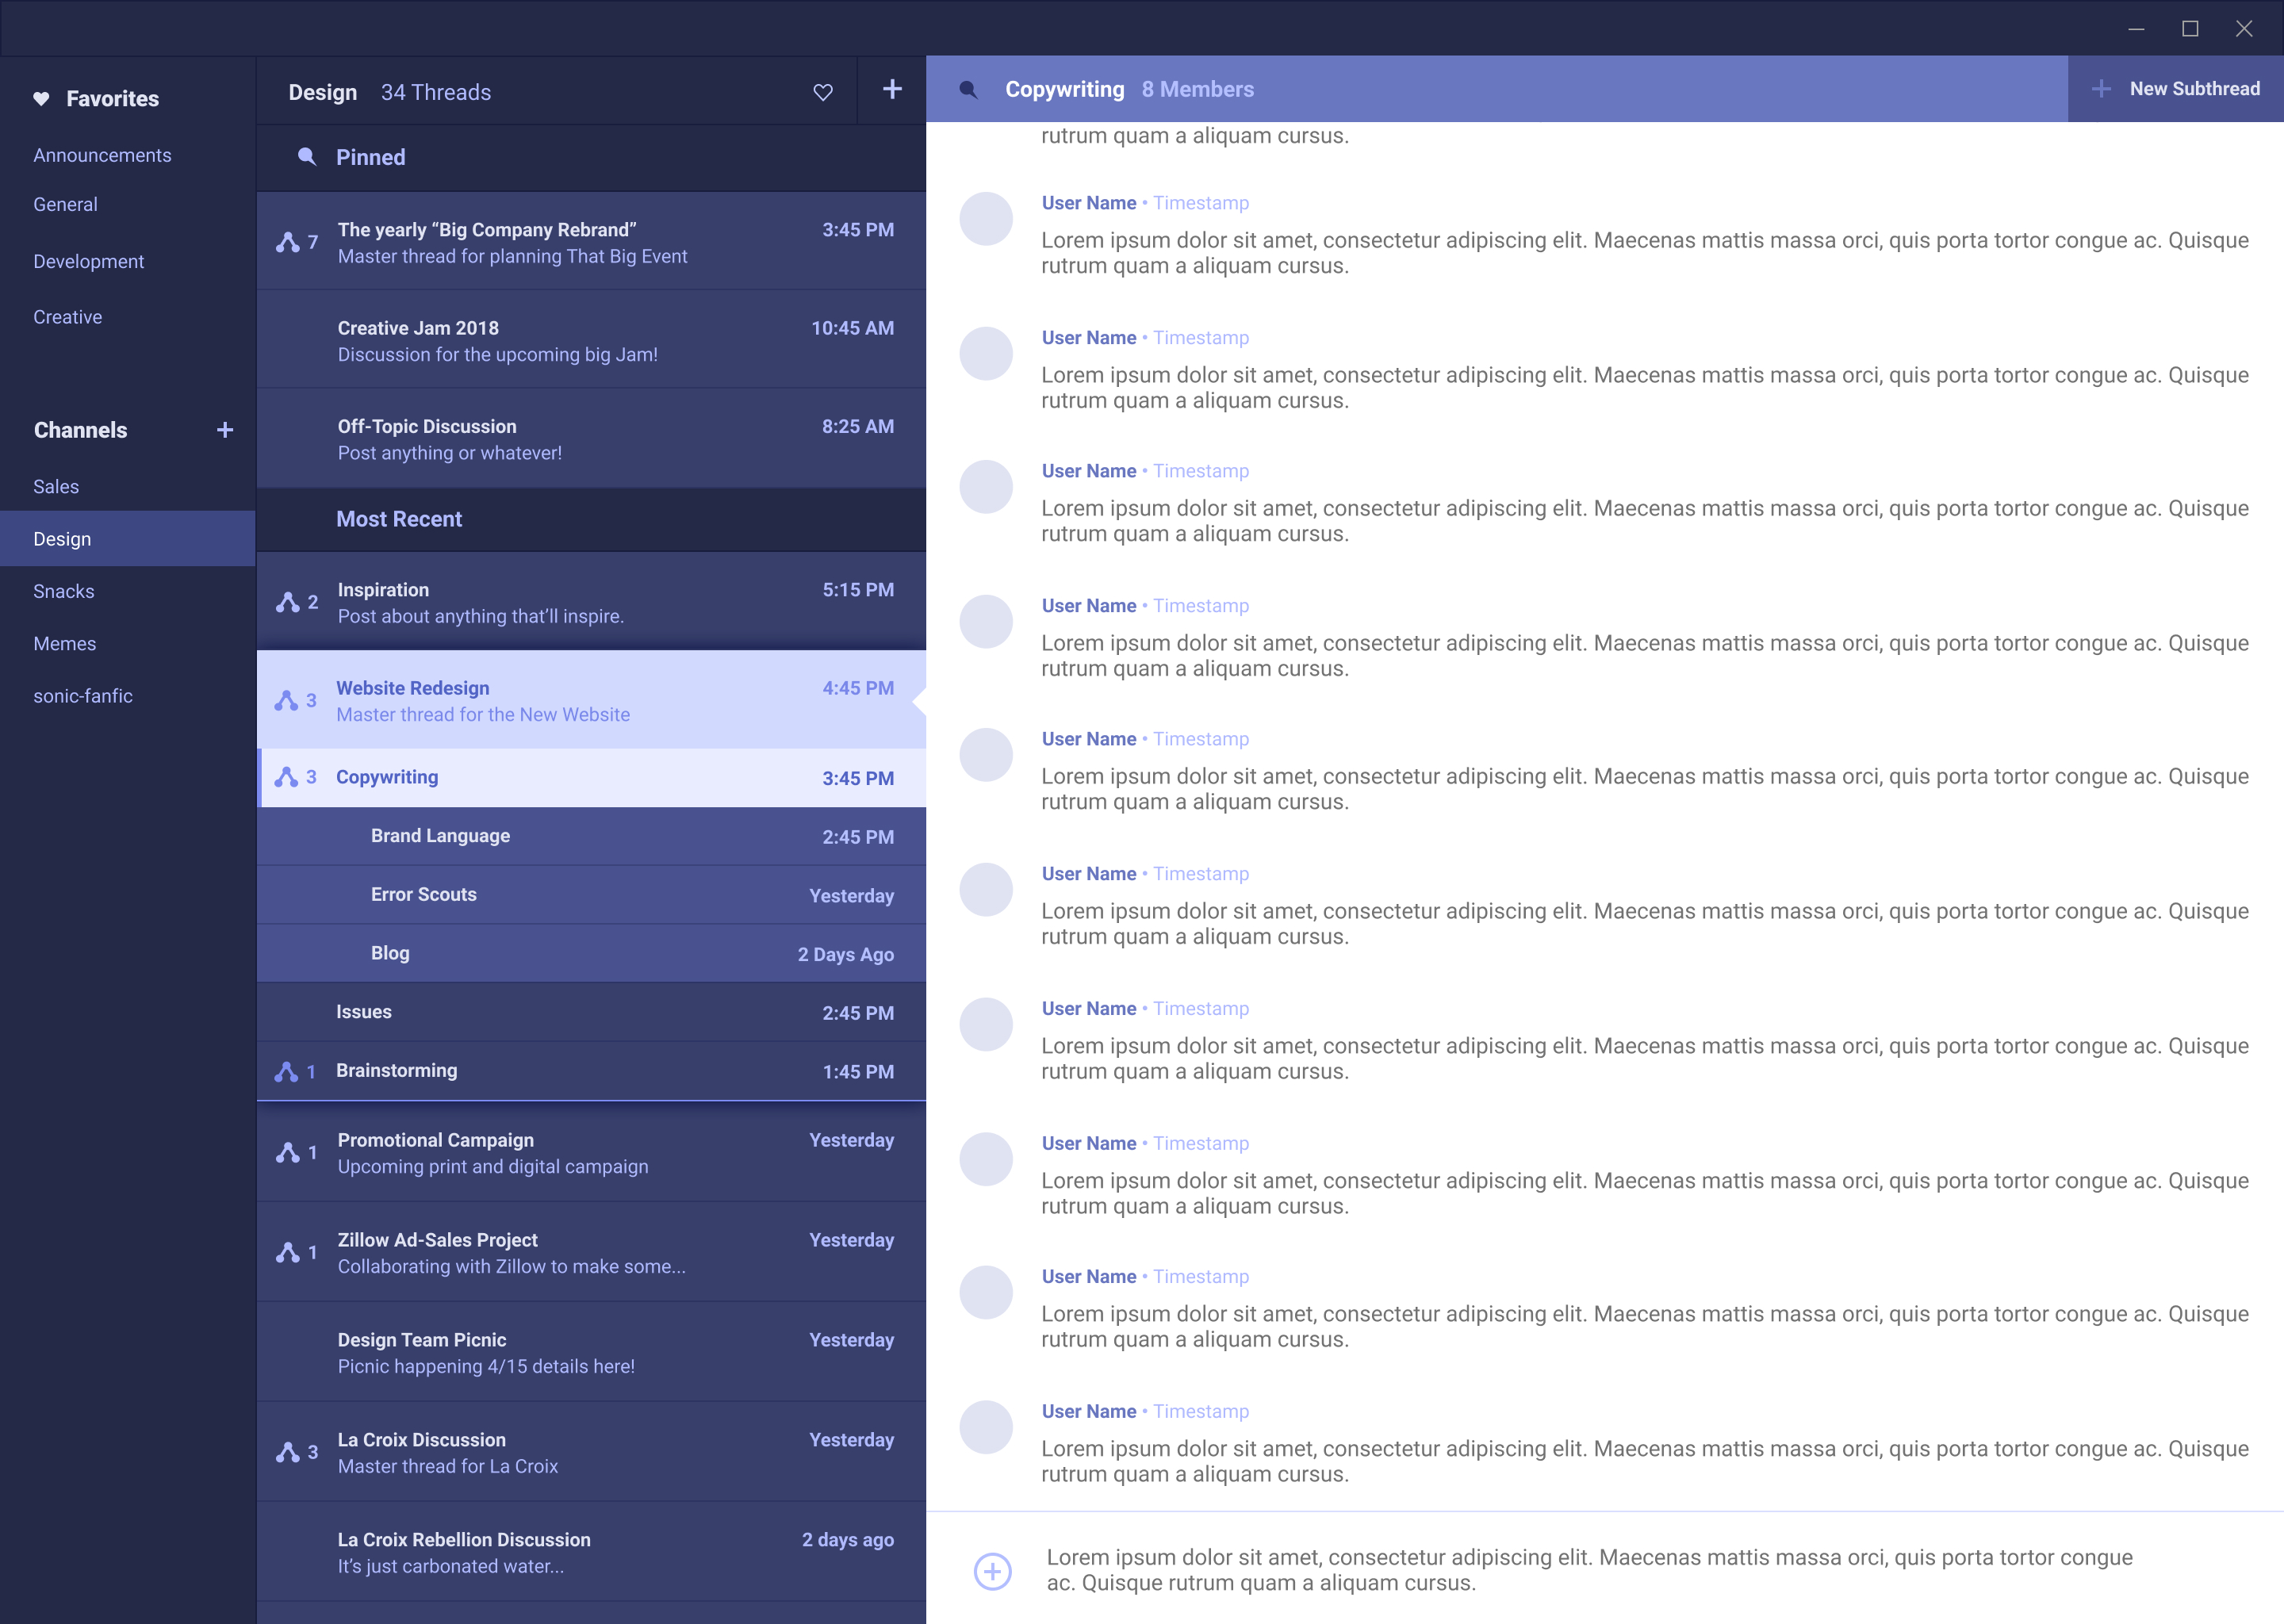 Favorites
Announcements
General
Development
Creative
Channels
Sales
Design
Snacks
Memes
sonic-fanfic
Design 34 Threads
Pinned
7
The yearly “Big Company Rebrand” 3:45 PM
Master thread for planning That Big Event
Creative Jam 2018 10:45 AM
Discussion for the upcoming big Jam!
Off-Topic Discussion 8:25 AM
Post anything or whatever!
Most Recent
2
Inspiration 5:15 PM
Post about anything that’ll inspire.
3
Website Redesign 4:45 PM
Master thread for the New Website
3 Copywriting 3:45 PM
Brand Language 2:45 PM
Error Scouts Yesterday
Blog 2 Days Ago
Issues 2:45 PM
1 Brainstorming 1:45 PM
1
Promotional Campaign Yesterday
Upcoming print and digital campaign
1
Zillow Ad-Sales Project Yesterday
Collaborating with Zillow to make some...
Design Team Picnic Yesterday
Picnic happening 4/15 details here!
3
La Croix Discussion Yesterday
Master thread for La Croix
La Croix Rebellion Discussion 2 days ago
It’s just carbonated water...
Copywriting 8 Members
New Subthread
rutrum quam a aliquam cursus.
User Name • Timestamp
Lorem ipsum dolor sit amet, consectetur adipiscing elit. Maecenas mattis massa orci, quis porta tortor congue ac. Quisque
rutrum quam a aliquam cursus.
User Name • Timestamp
Lorem ipsum dolor sit amet, consectetur adipiscing elit. Maecenas mattis massa orci, quis porta tortor congue ac. Quisque
rutrum quam a aliquam cursus.
User Name • Timestamp
Lorem ipsum dolor sit amet, consectetur adipiscing elit. Maecenas mattis massa orci, quis porta tortor congue ac. Quisque
rutrum quam a aliquam cursus.
User Name • Timestamp
Lorem ipsum dolor sit amet, consectetur adipiscing elit. Maecenas mattis massa orci, quis porta tortor congue ac. Quisque
rutrum quam a aliquam cursus.
User Name • Timestamp
Lorem ipsum dolor sit amet, consectetur adipiscing elit. Maecenas mattis massa orci, quis porta tortor congue ac. Quisque
rutrum quam a aliquam cursus.
User Name • Timestamp
Lorem ipsum dolor sit amet, consectetur adipiscing elit. Maecenas mattis massa orci, quis porta tortor congue ac. Quisque
rutrum quam a aliquam cursus.
User Name • Timestamp
Lorem ipsum dolor sit amet, consectetur adipiscing elit. Maecenas mattis massa orci, quis porta tortor congue ac. Quisque
rutrum quam a aliquam cursus.
User Name • Timestamp
Lorem ipsum dolor sit amet, consectetur adipiscing elit. Maecenas mattis massa orci, quis porta tortor congue ac. Quisque
rutrum quam a aliquam cursus.
User Name • Timestamp
Lorem ipsum dolor sit amet, consectetur adipiscing elit. Maecenas mattis massa orci, quis porta tortor congue ac. Quisque
rutrum quam a aliquam cursus.
User Name • Timestamp
Lorem ipsum dolor sit amet, consectetur adipiscing elit. Maecenas mattis massa orci, quis porta tortor congue ac. Quisque
rutrum quam a aliquam cursus.
Lorem ipsum dolor sit amet, consectetur adipiscing elit. Maecenas mattis massa orci, quis porta tortor congue
ac. Quisque rutrum quam a aliquam cursus.